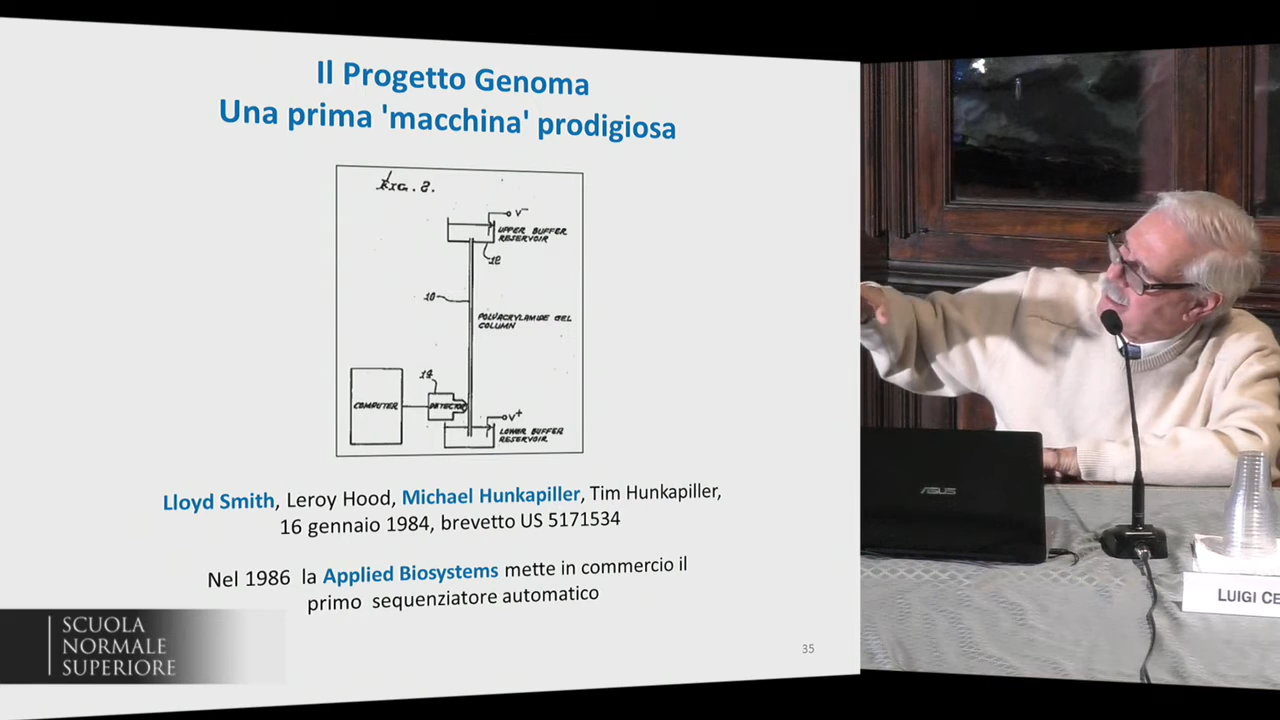 Il Progetto Genoma
Una prima 'macchina' prodigiosa
FIG. 2.
V-
UPPER BUFFER
RESERVOIR
12
10
POLYACRYLAMIDE GEL
COLUMN
14
COMPUTER
DETECTOR
V+
LOWER BUFFER
RESERVOIR
Lloyd Smith, Leroy Hood, Michael Hunkapiller, Tim Hunkapiller,
16 gennaio 1984, brevetto US 5171534
Nel 1986 la Applied Biosystems mette in commercio il
primo sequenziatore automatico
35
SCUOLA
NORMALE
SUPERIORE
ASUS
LUIGI CE